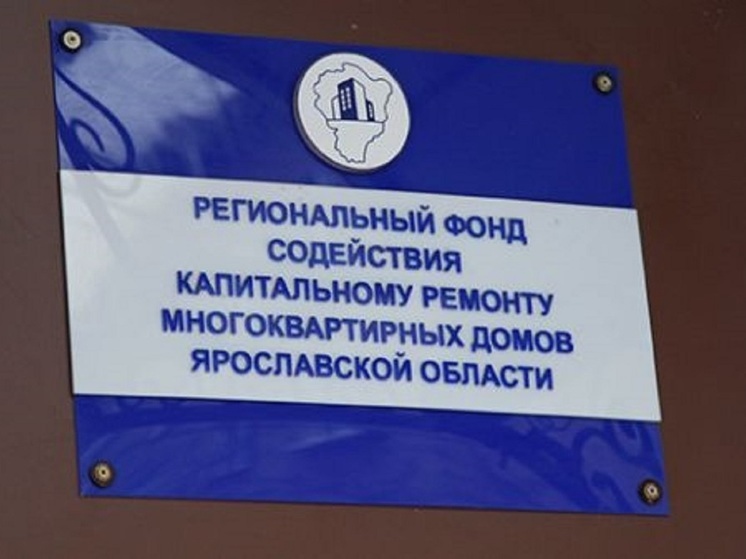 РЕГИОНАЛЬНЫЙ ФОНД
СОДЕЙСТВИЯ
КАПИТАЛЬНОМУ РЕМОНТУ
МНОГОКВАРТИРНЫХ ДОМОВ
ЯРОСЛАВСКОЙ ОБЛАСТИ